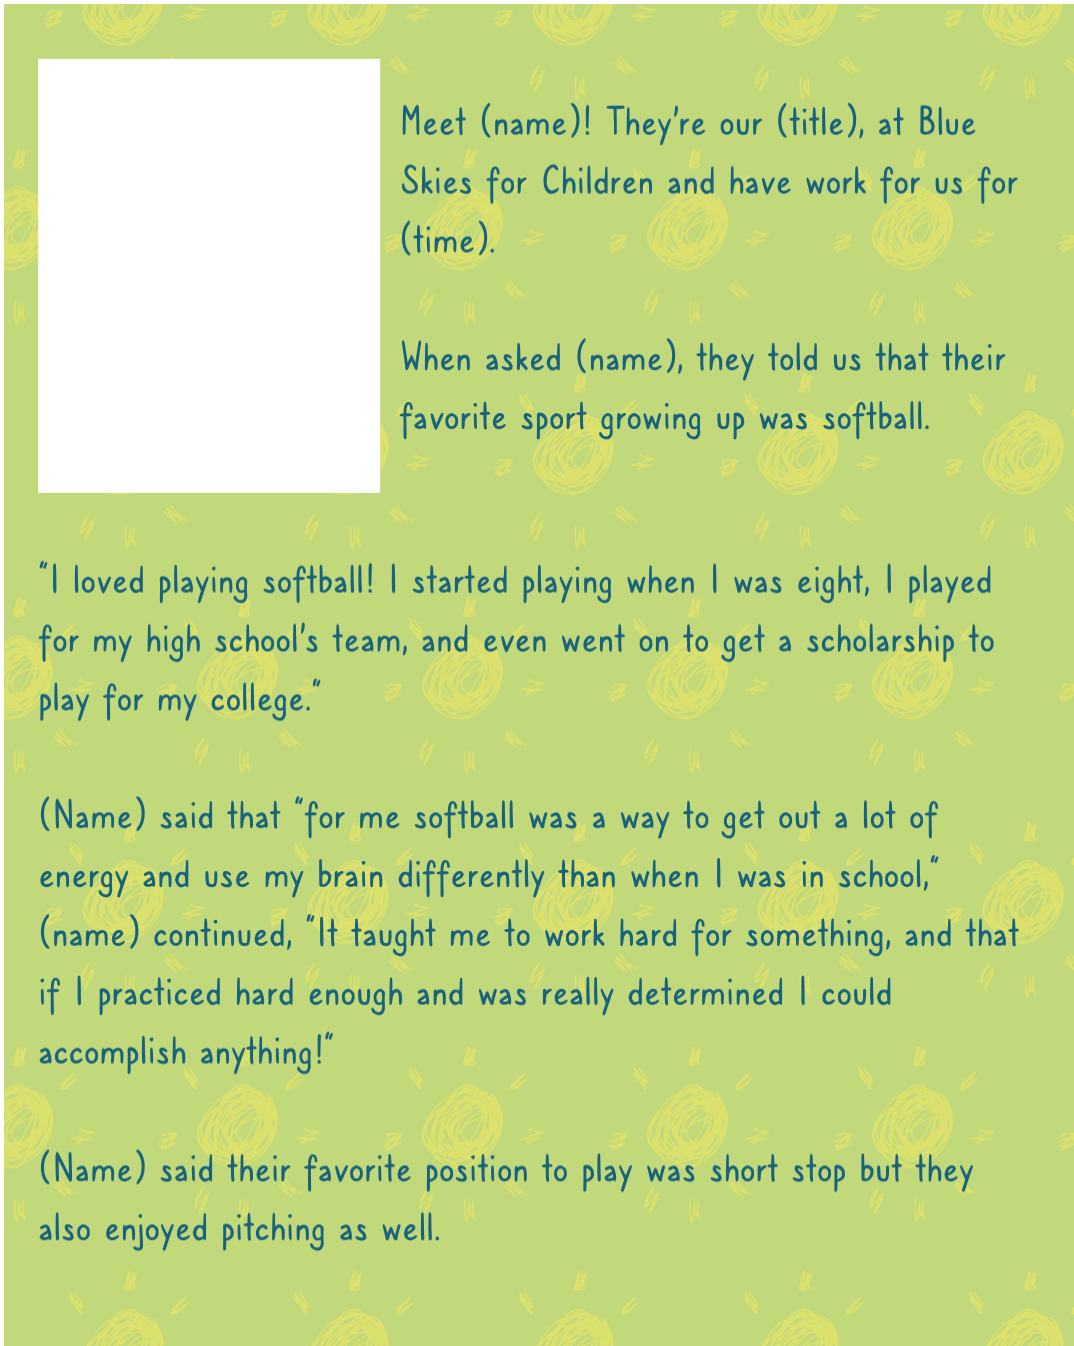 Meet (name)! They're our (title), at Blue
Skies for Children and have work for us for
(time).
When asked (name), they told us that their
favorite sport growing up was softball.
"I loved playing softball! I started playing when I was eight, I played
for my high school's team, and even went on to get a scholarship to
play for my college."
(Name) said that "for me softball was a way to get out a lot of
energy and use my brain differently than when I was in school,"
(name) continued, "It taught me to work hard for something, and that
if I practiced hard enough and was really determined I could
accomplish anything!"
(Name) said their favorite position to play was short stop but they
also enjoyed pitching as well.